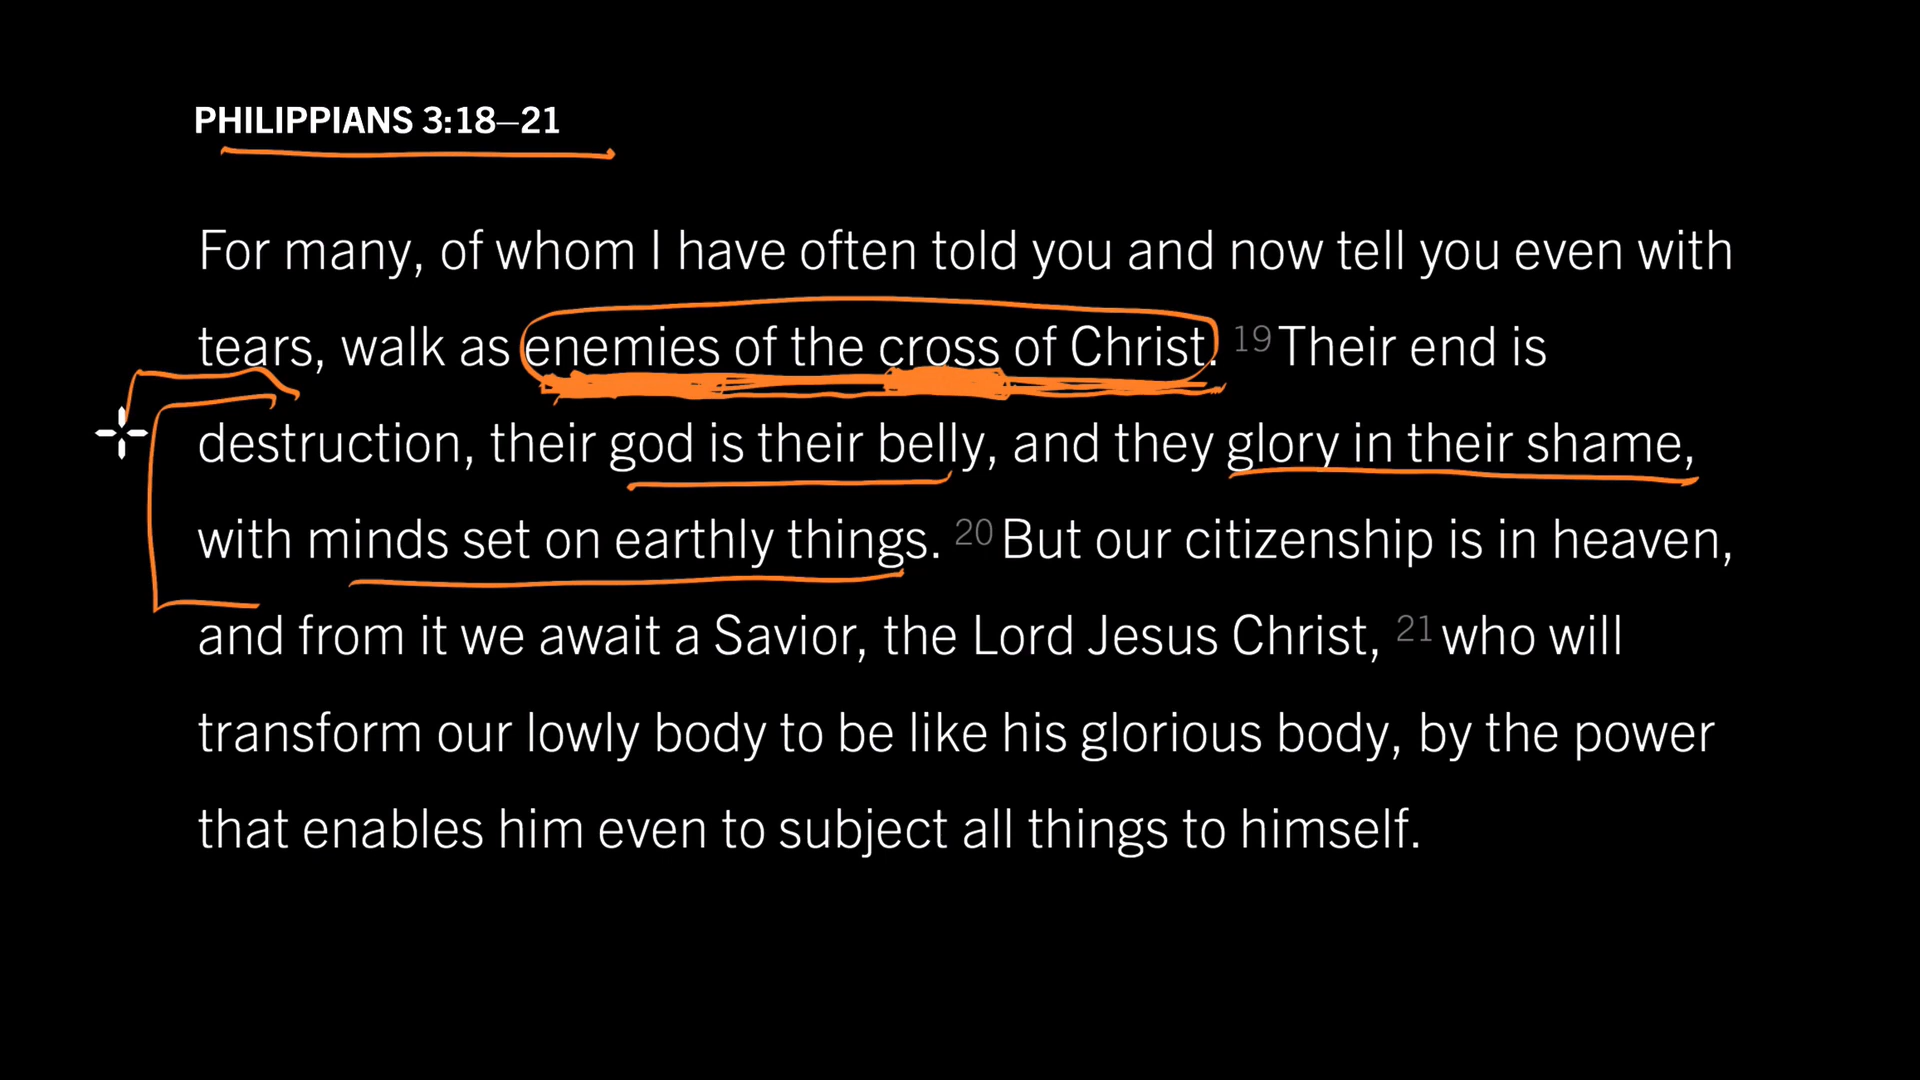 PHILIPPIANS 3:18–21
For many, of whom I have often told you and now tell you even with
tears, walk as enemies of the cross of Christ. 19 Their end is
destruction, their god is their belly, and they glory in their shame,
with minds set on earthly things. 20 But our citizenship is in heaven,
and from it we await a Savior, the Lord Jesus Christ, 21 who will
transform our lowly body to be like his glorious body, by the power
that enables him even to subject all things to himself.